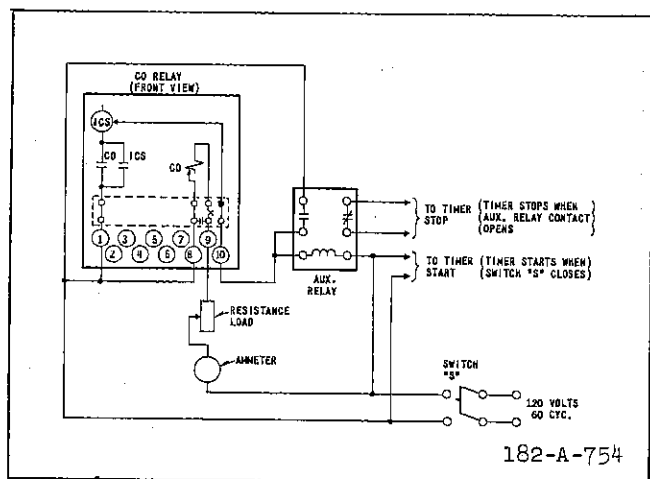 CO RELAY
(FRONT VIEW)
ICS
CO ICS
CO
1 3 5 7 9
2 4 6 8 10
AUX.
RELAY
TO TIMER (TIMER STOPS WHEN
STOP AUX. RELAY CONTACT
OPENS
TO TIMER (TIMER STARTS WHEN)
START (SWITCH "S" CLOSES)
RESISTANCE
LOAD
AMMETER
SWITCH
"S"
120 VOLTS
60 CYC.
182-A-754